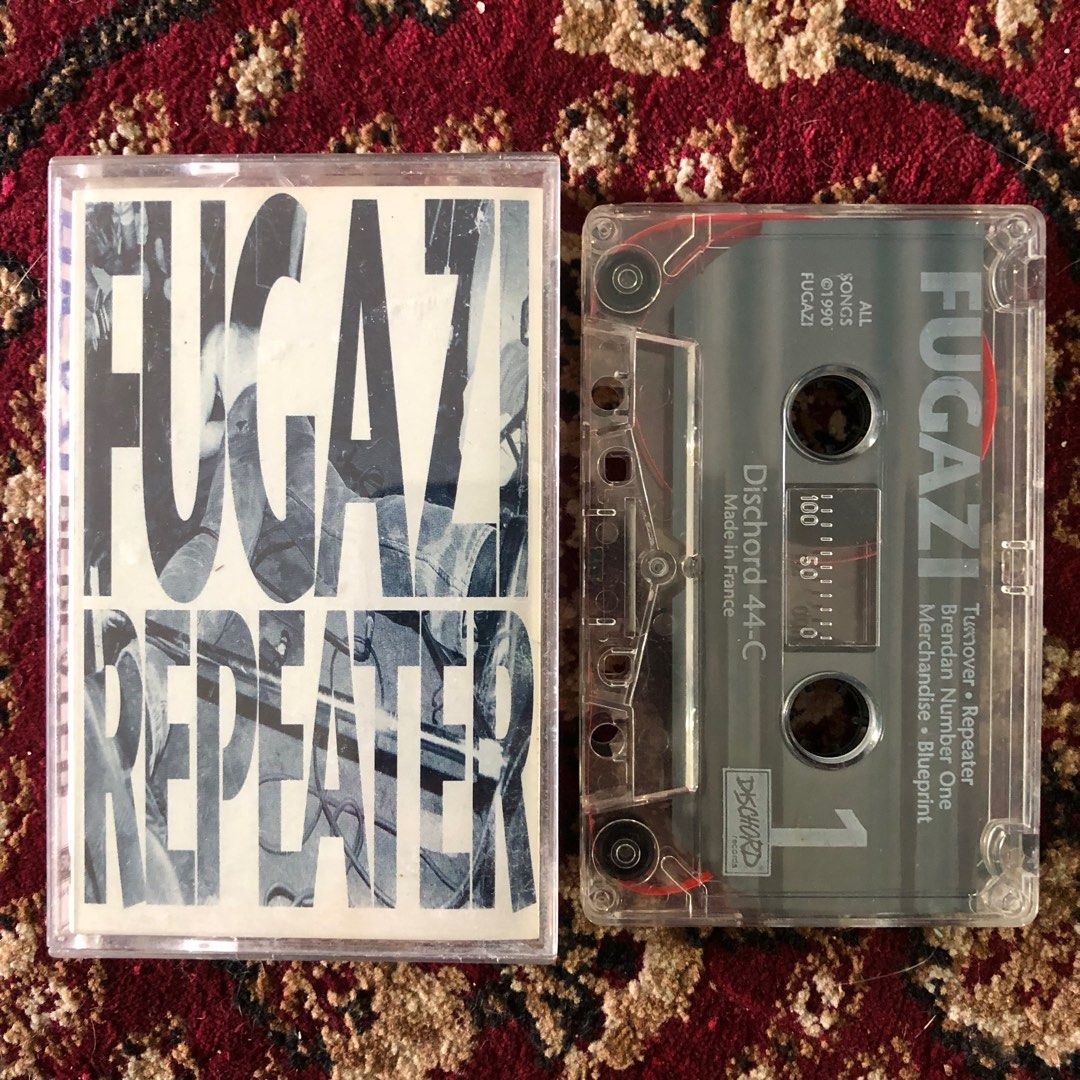 FUGAZI
REPEATER
FUGAZI
Turnover • Repeater
Brendan Number One
Merchandise • Blueprint
ALL
SONGS
©1990
FUGAZI
100 50 0
Dischord 44-C
Made in France
1
DISCHORD
records